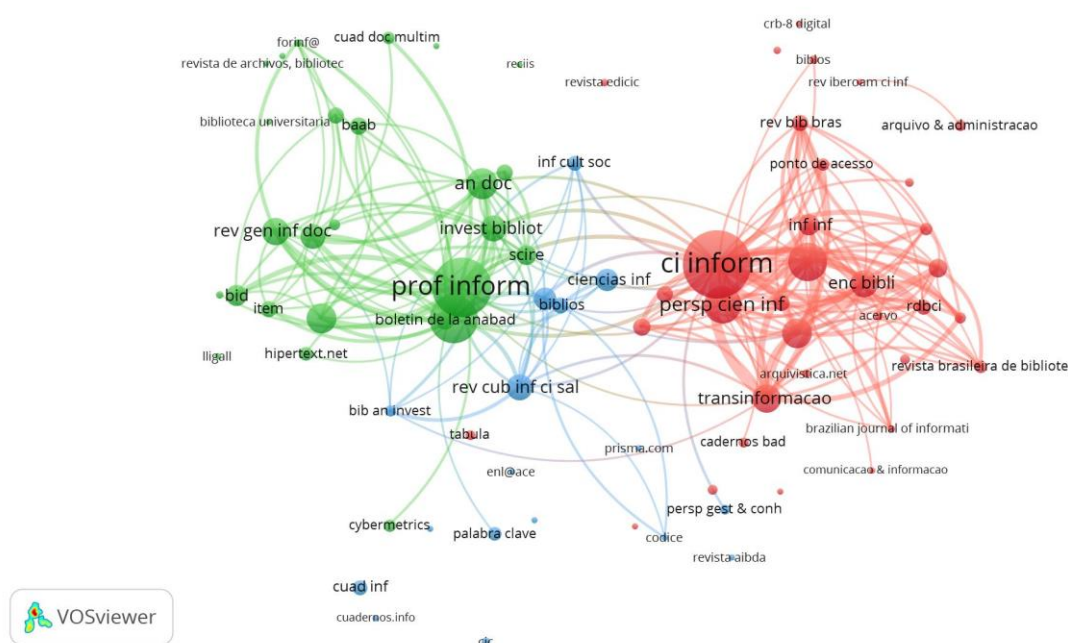 crb-8 digital
forinf@
cuad doc multim
revista de archivos, bibliotec
reciis
biblos
revista edicic
rev iberoam ci inf
biblioteca universitaria
baab
rev bib bras
arquivo & administracao
inf cult soc
ponto de acesso
an doc
rev gen inf doc
invest bibliot
inf inf
scire
ci inform
prof inform
ciencias inf
enc bibli
bid
item
biblios
persp cien inf
rdbci
boletin de la anabad
acervo
lligall
hipertext.net
revista brasileira de bibliote
arquivistica.net
rev cub inf ci sal
transinformacao
bib an invest
tabula
brazilian journal of informati
cadernos bad
prisma.com
enl@ace
comunicacao & informacao
persp gest & conh
cybermetrics
palabra clave
codice
revista aibda
cuad inf
VOSviewer
cuadernos.info